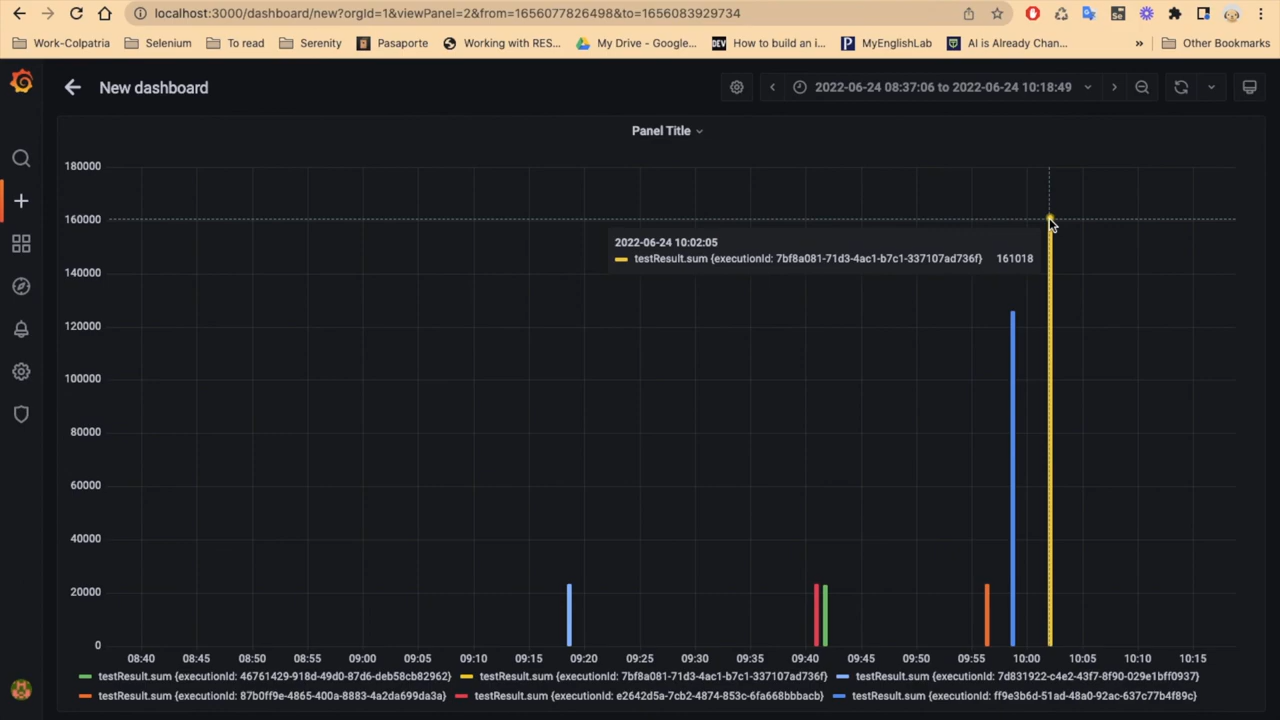 localhost:3000/dashboard/new?orgId=1&viewPanel=2&from=1656077826498&to=1656083929734
Work-Colpatria Selenium To read Serenity Pasaporte Working with RES... My Drive - Google... DEV How to build an i... MyEnglishLab AI is Already Chan... » Other Bookmarks
New dashboard 2022-06-24 08:37:06 to 2022-06-24 10:18:49
Panel Title
180000
160000
2022-06-24 10:02:05
testResult.sum {executionId: 7bf8a081-71d3-4ac1-b7c1-337107ad736f} 161018
140000
120000
100000
80000
60000
40000
20000
0
08:40 08:45 08:50 08:55 09:00 09:05 09:10 09:15 09:20 09:25 09:30 09:35 09:40 09:45 09:50 09:55 10:00 10:05 10:10 10:15
testResult.sum {executionId: 46761429-918d-49d0-87d6-deb58cb82962} testResult.sum {executionId: 7bf8a081-71d3-4ac1-b7c1-337107ad736f} testResult.sum {executionId: 7d831922-c4e2-43f7-8f90-029e1bff0937}
testResult.sum {executionId: 87b0ff9e-4865-400a-8883-4a2da699da3a} testResult.sum {executionId: e2642d5a-7cb2-4874-853c-6fa668bbbacb} testResult.sum {executionId: ff9e3b6d-51ad-48a0-92ac-637c77b4f89c}